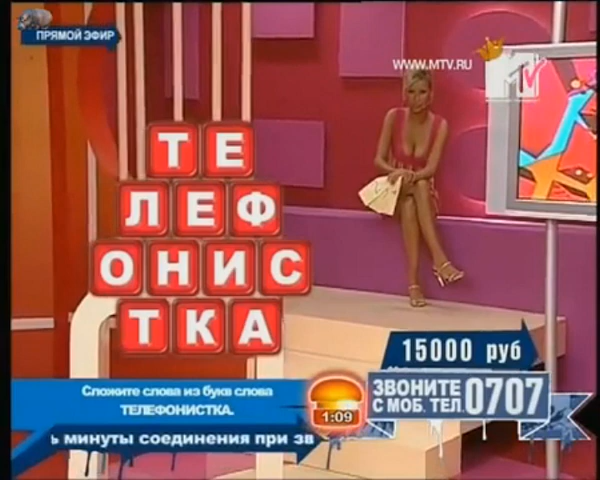 ПРЯМОЙ ЭФИР
WWW.MTV.RU
MTV
ТЕ
ЛЕФ
ОНИС
ТКА
15000 руб
Сложите слова из букв слова
ТЕЛЕФОНИСТКА.
1:09
ЗВОНИТЕ
С МОБ. ТЕЛ. 0707
ь минуты соединения при зв